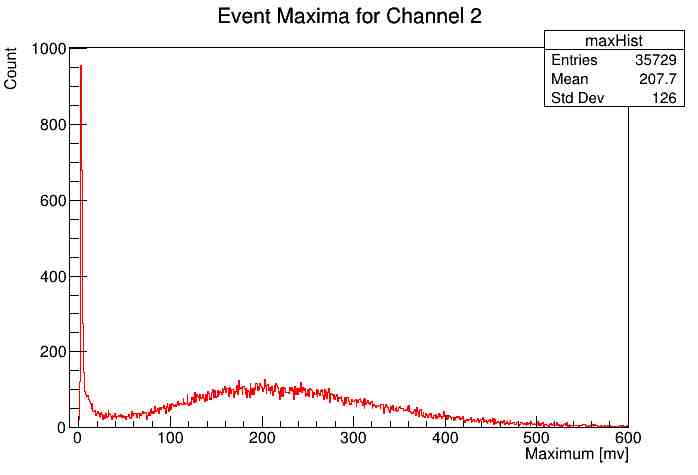 Event Maxima for Channel 2
maxHist
Entries 35729
Mean 207.7
Std Dev 126
Count
1000
800
600
400
200
0
0 100 200 300 400 500 600
Maximum [mv]